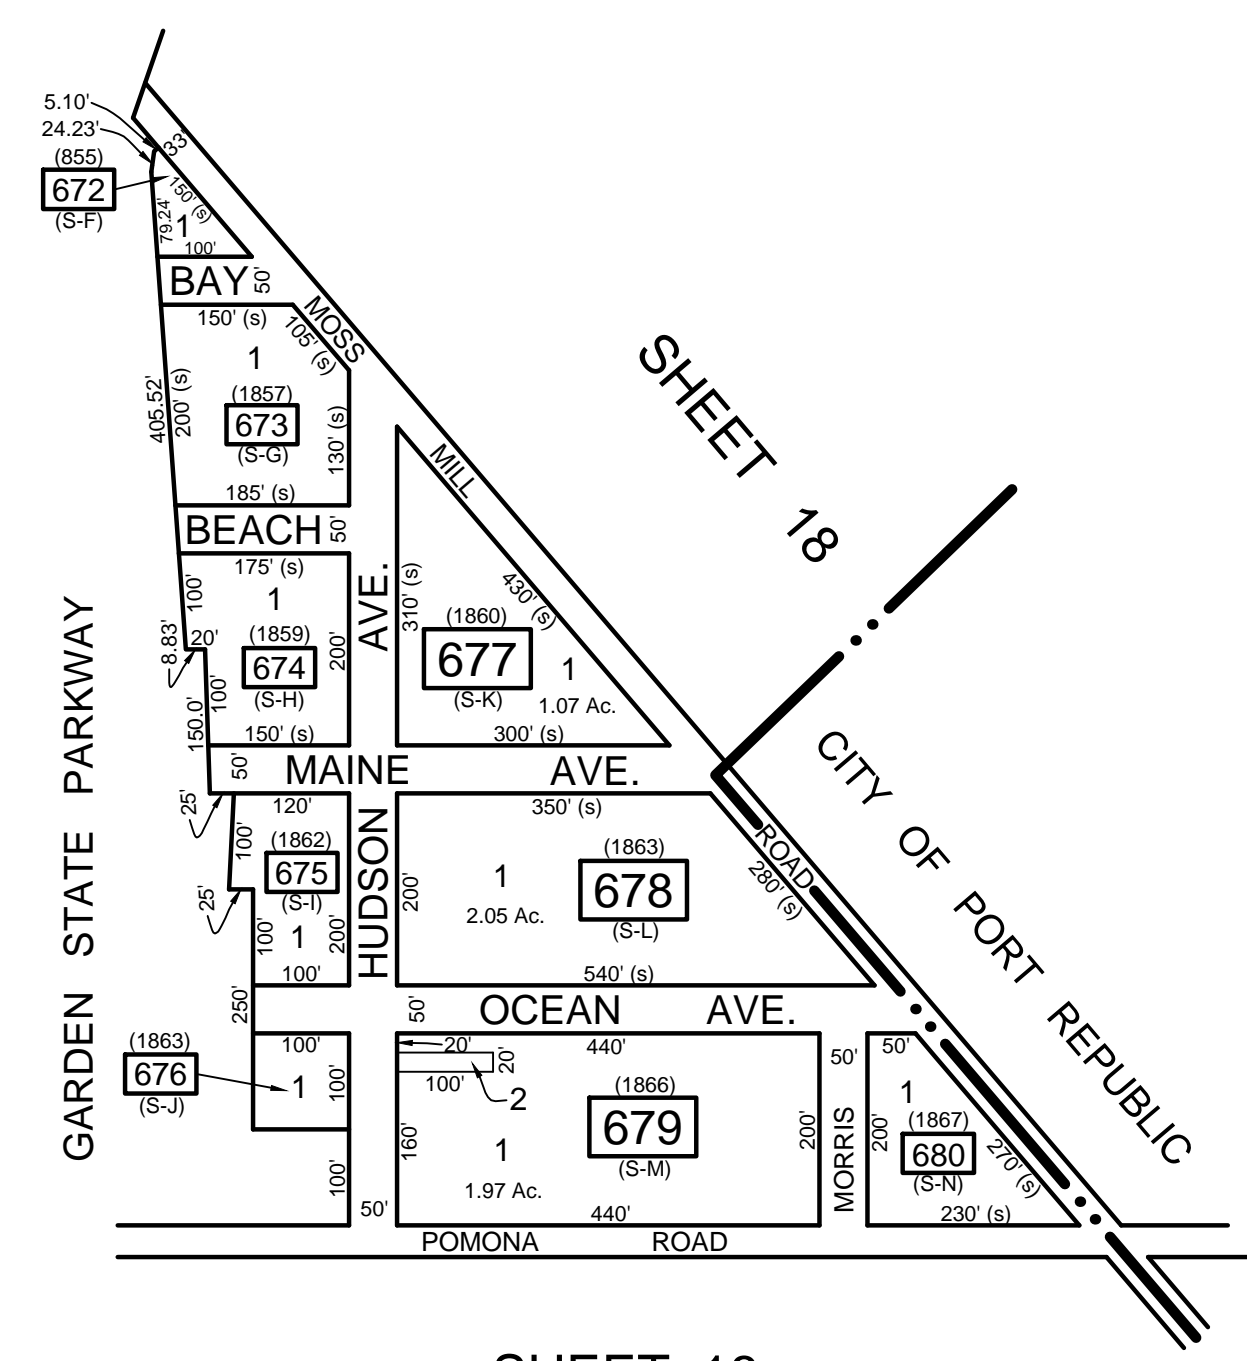 5.10'
24.23'
33'
(855)
672
(S-F)
150' (s)
79.24'
1
100'
BAY
50'
MOSS
150' (s)
105' (s)
1
(1857)
673
(S-G)
405.52'
200' (s)
130' (s)
185' (s)
BEACH
50'
MILL
SHEET 18
175' (s)
100'
1
(1859)
674
(S-H)
200'
20'
8.83'
100'
150.0'
150' (s)
AVE.
310' (s)
430' (s)
(1860)
677
(S-K)
1
1.07 Ac.
300' (s)
GARDEN STATE PARKWAY
50'
MAINE AVE.
CITY OF PORT REPUBLIC
25'
120'
100'
(1862)
675
(S-I)
25'
100'
1
200'
100'
HUDSON
350' (s)
200'
1
2.05 Ac.
(1863)
678
(S-L)
280' (s)
ROAD
540' (s)
250'
50'
OCEAN AVE.
(1863)
676
(S-J)
100'
1
100'
100'
50'
20'
440'
20'
100'
2
160'
1
1.97 Ac.
(1866)
679
(S-M)
200'
440'
50'
MORRIS
50'
1
200'
(1867)
680
(S-N)
270' (s)
230' (s)
POMONA ROAD